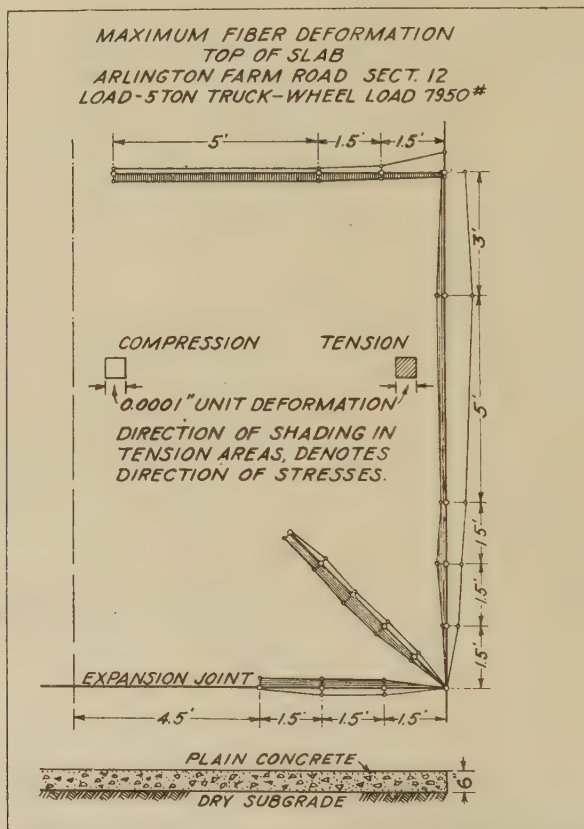 MAXIMUM FIBER DEFORMATION
TOP OF SLAB
ARLINGTON FARM ROAD SECT. 12
LOAD-5TON TRUCK-WHEEL LOAD 7950#
5'
1.5'
1.5'
3'
COMPRESSION
TENSION
0.0001" UNIT DEFORMATION
DIRECTION OF SHADING IN
TENSION AREAS, DENOTES
DIRECTION OF STRESSES.
5'
1.5'
1.5'
1.5'
EXPANSION JOINT
4.5'
1.5'
1.5'
1.5'
PLAIN CONCRETE
6"
DRY SUBGRADE